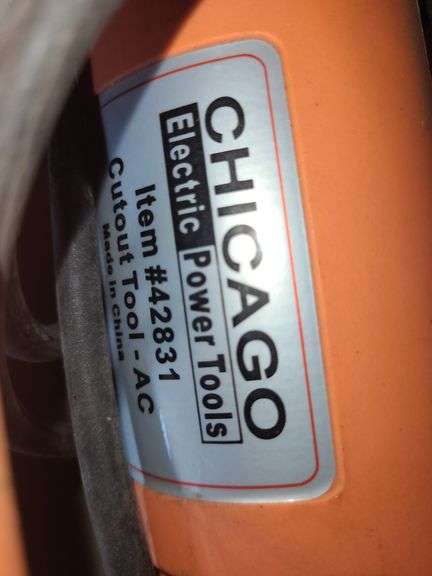 CHICAGO
Electric Power Tools
Item #42831
Cutout Tool - AC
Made in China